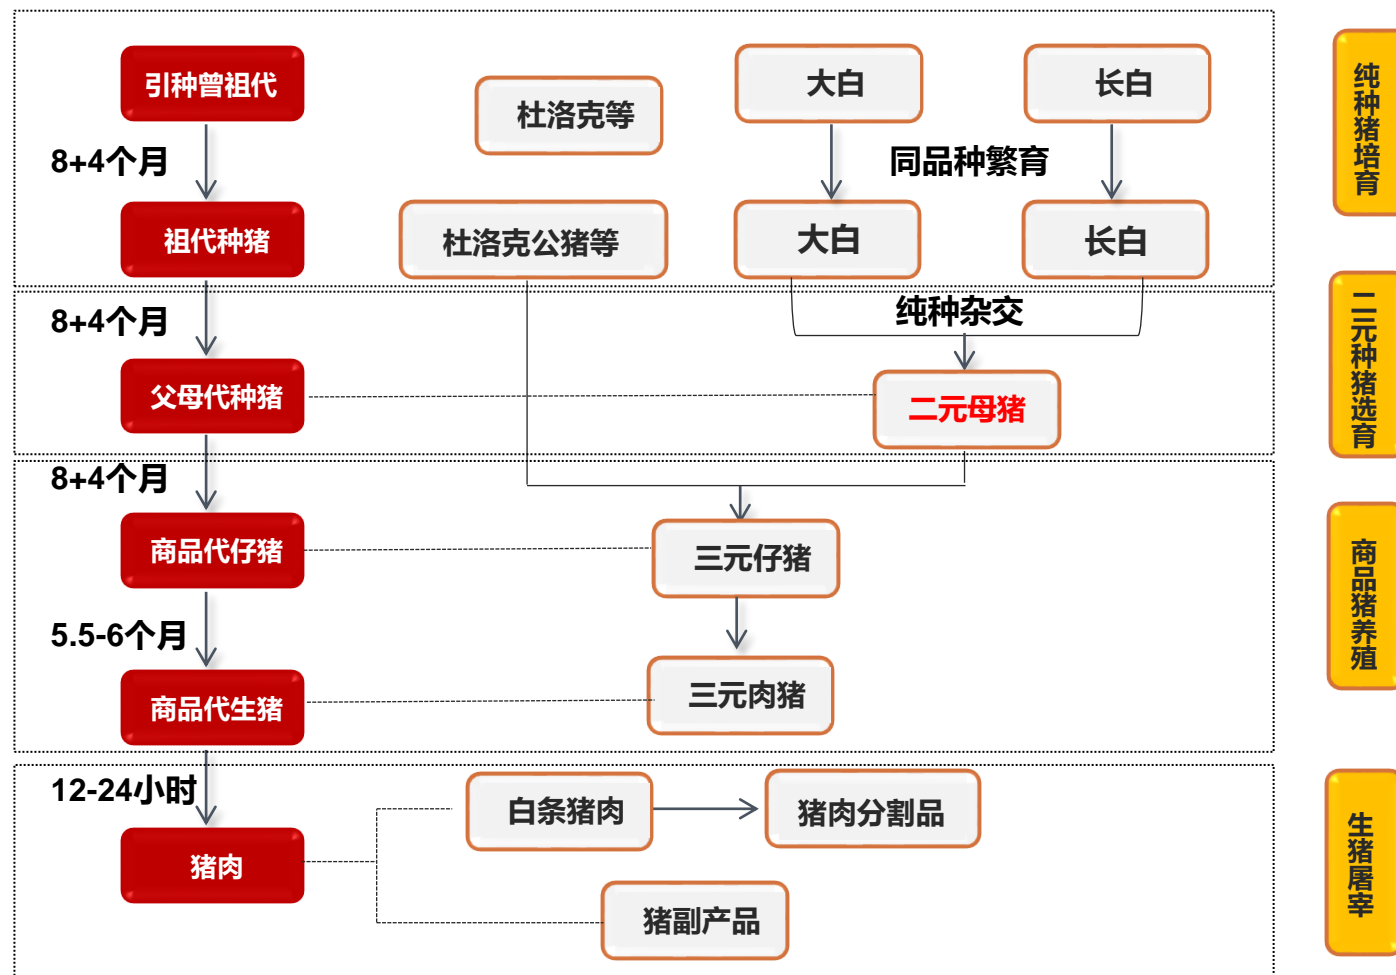 引种曾祖代
杜洛克等
大白
长白
纯种猪培育
8+4个月
同品种繁育
祖代种猪
杜洛克公猪等
大白
长白
8+4个月
纯种杂交
二元种猪选育
父母代种猪
二元母猪
8+4个月
商品代仔猪
三元仔猪
商品猪养殖
5.5-6个月
商品代生猪
三元肉猪
12-24小时
白条猪肉
猪肉分割品
生猪屠宰
猪肉
猪副产品